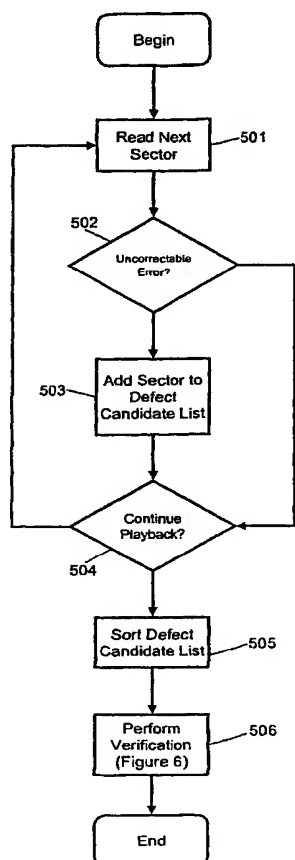 Begin
Read Next
Sector
501
502
Uncorrectable
Error?
503
Add Sector to
Defect
Candidate List
Continue
Playback?
504
Sort Defect
Candidate List
505
Perform
Verification
(Figure 6)
506
End